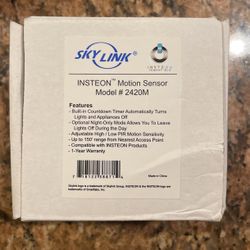 SKYLINK®
INSTEON
INSTEON™ Motion Sensor
Model # 2420M
Features
- Built-in Countdown Timer Automatically Turns
Lights and Appliances Off
- Optional Night-Only Mode Allows You To Leave
Lights Off During the Day
- Adjustable High / Low PIR Motion Sensitivity
- Up to 150' range from Nearest Access Point
- Compatible with INSTEON Products
- 1-Year Warranty
Made in China